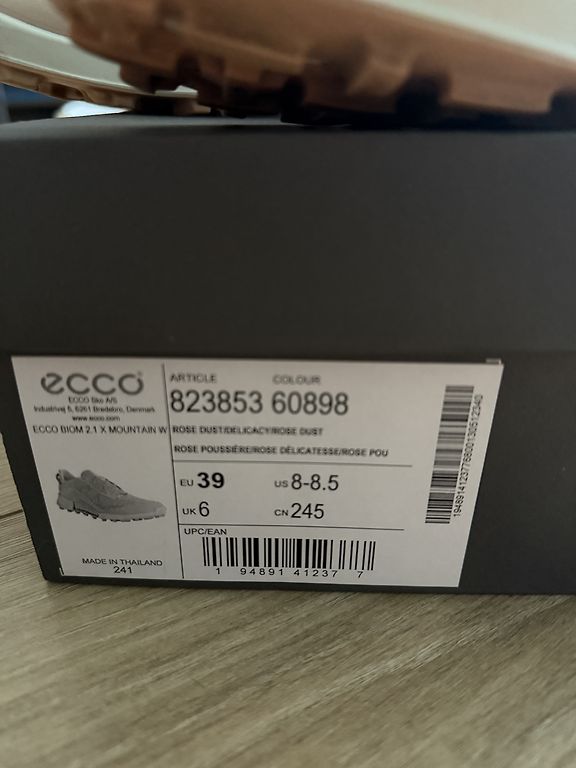 ecco
ECCO Sko A/S
Industrivej 5, 6261 Bredebro, Denmark
www.ecco.com
ECCO BIOM 2.1 X MOUNTAIN W
MADE IN THAILAND
241
ARTICLE COLOUR
823853 60898
ROSE DUST/DELICACY/ROSE DUST
ROSE POUSSIÈRE/ROSE DÉLICATESSE/ROSE POU
EU 39 US 8-8.5
UK 6 CN 245
UPC/EAN
1 94891 41237 7